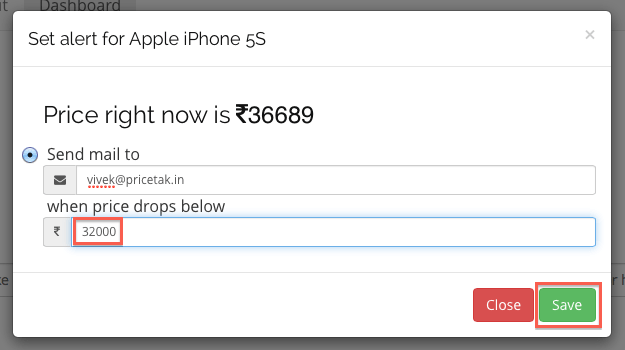 Dashboard
Set alert for Apple iPhone 5S ×
Price right now is ₹36689
Send mail to
vivek@pricetak.in
when price drops below
₹ 32000
Close Save